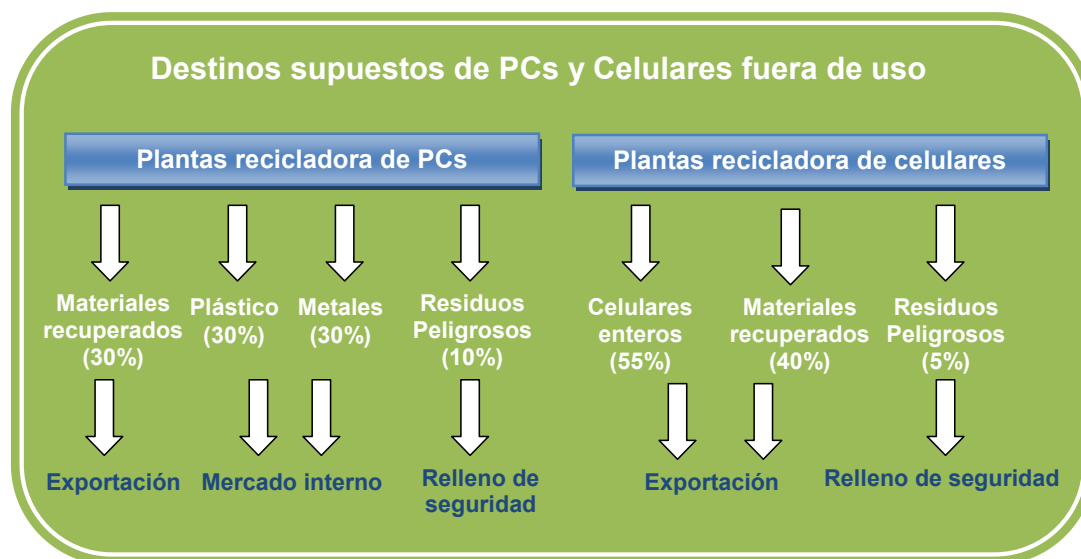 Destinos supuestos de PCs y Celulares fuera de uso
Plantas recicladora de PCs
Materiales
recuperados
(30%)
Plástico
(30%)
Metales
(30%)
Residuos
Peligrosos
(10%)
Exportación
Mercado interno
Relleno de
seguridad
Plantas recicladora de celulares
Celulares
enteros
(55%)
Materiales
recuperados
(40%)
Residuos
Peligrosos
(5%)
Exportación
Relleno de seguridad